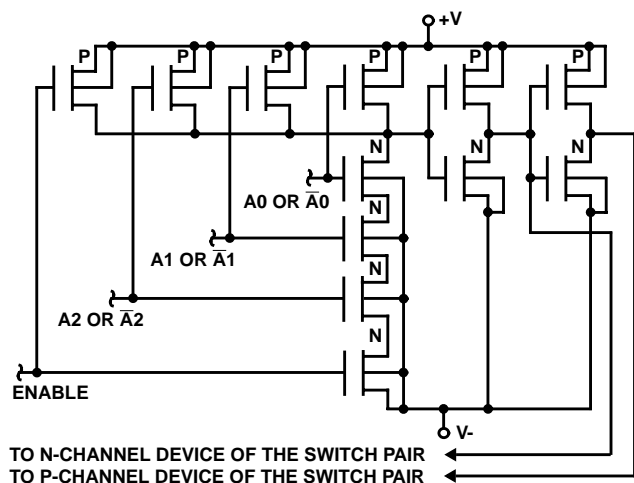 +V
P
P
P
P
P
P
N
N
N
A0 OR A̅0
N
A1 OR A̅1
N
A2 OR A̅2
N
ENABLE
V-
TO N-CHANNEL DEVICE OF THE SWITCH PAIR
TO P-CHANNEL DEVICE OF THE SWITCH PAIR